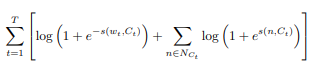 $$\sum_{t=1}^{T} \left[ \log \left( 1 + e^{-s(w_t, C_t)} \right) + \sum_{n \in N_{C_t}} \log \left( 1 + e^{s(n, C_t)} \right) \right]$$